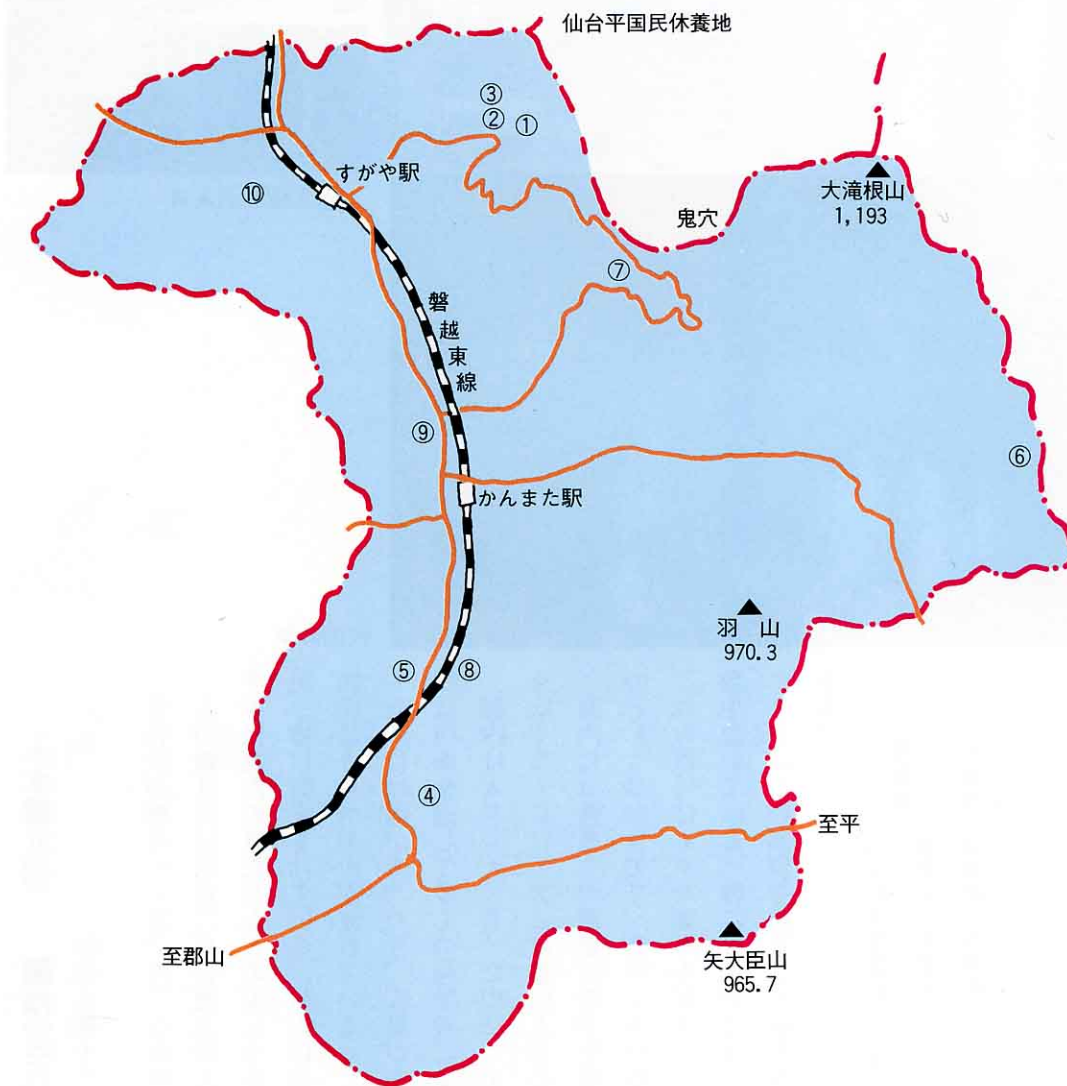 仙台平国民休養地
③
②
①
すがや駅
⑩
大滝根山
1,193
鬼穴
⑦
磐越東線
⑨
⑥
かんまた駅
羽 山
970.3
⑤
⑧
④
至平
至郡山
矢大臣山
965.7